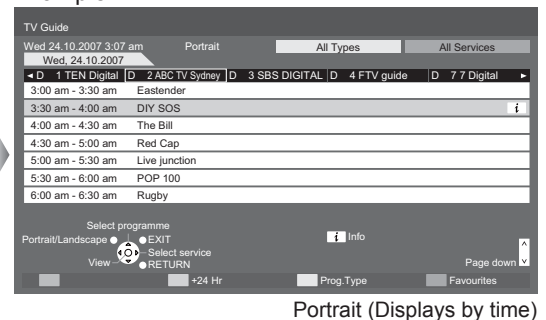 TV Guide
Wed 24.10.2007 3:07 am Portrait All Types All Services
Wed, 24.10.2007
◄ D 1 TEN Digital D 2 ABC TV Sydney D 3 SBS DIGITAL D 4 FTV guide D 7 7 Digital ►
3:00 am - 3:30 am Eastender
3:30 am - 4:00 am DIY SOS i
4:00 am - 4:30 am The Bill
4:30 am - 5:00 am Red Cap
5:00 am - 5:30 am Live junction
5:30 am - 6:00 am POP 100
6:00 am - 6:30 am Rugby
Select programme
Portrait/Landscape EXIT i Info
Select service
View RETURN Page down
+24 Hr Prog.Type Favourites
Portrait (Displays by time)